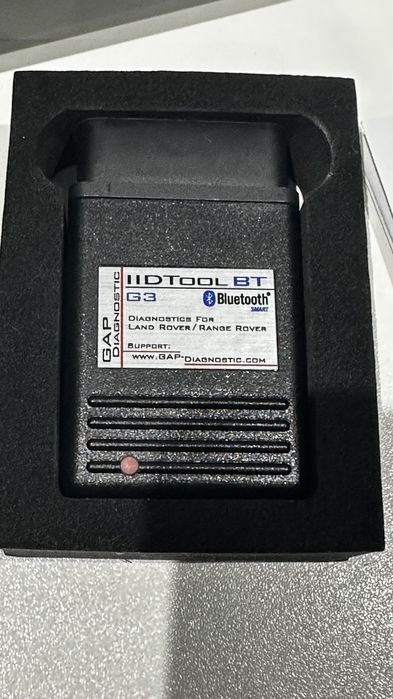 GAP
DIAGNOSTIC
IIDTOOL BT
G3
Bluetooth®
SMART
DIAGNOSTICS FOR
LAND ROVER/RANGE ROVER
SUPPORT:
WWW.GAP-DIAGNOSTIC.COM